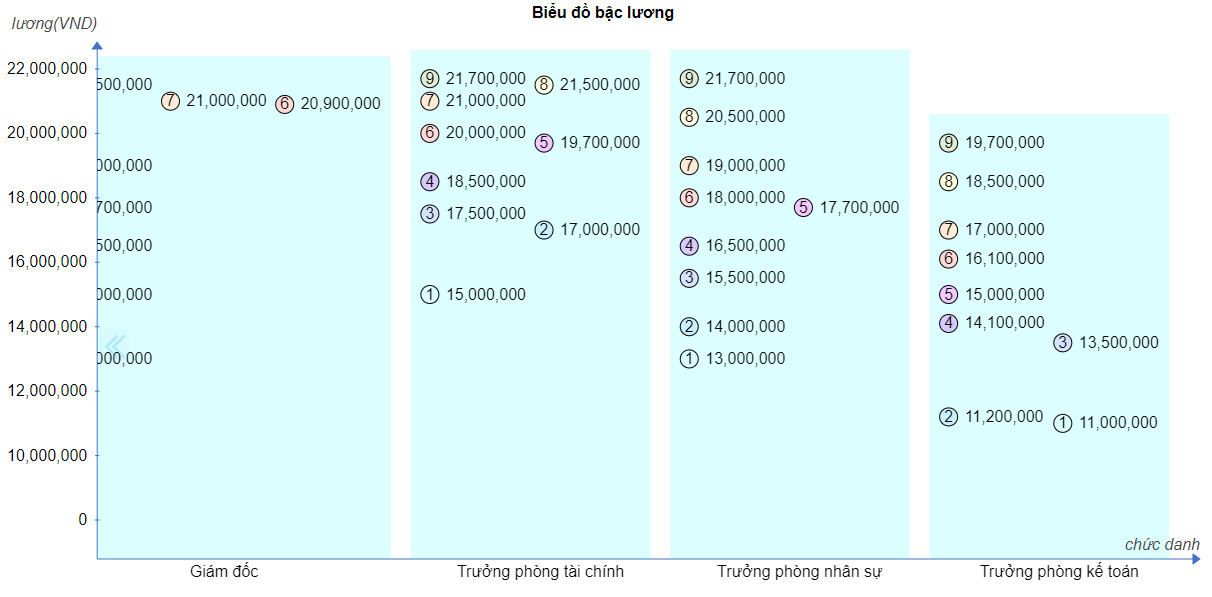 Biểu đồ bậc lương
lương(VND)
22,000,000
20,000,000
18,000,000
16,000,000
14,000,000
12,000,000
10,000,000
0
500,000
7 21,000,000 6 20,900,000
000,000
700,000
500,000
000,000
000,000
9 21,700,000 8 21,500,000
7 21,000,000
6 20,000,000 5 19,700,000
4 18,500,000
3 17,500,000 2 17,000,000
1 15,000,000
9 21,700,000
8 20,500,000
7 19,000,000
6 18,000,000 5 17,700,000
4 16,500,000
3 15,500,000
2 14,000,000
1 13,000,000
9 19,700,000
8 18,500,000
7 17,000,000
6 16,100,000
5 15,000,000
4 14,100,000 3 13,500,000
2 11,200,000 1 11,000,000
chức danh
Giám đốc Trưởng phòng tài chính Trưởng phòng nhân sự Trưởng phòng kế toán